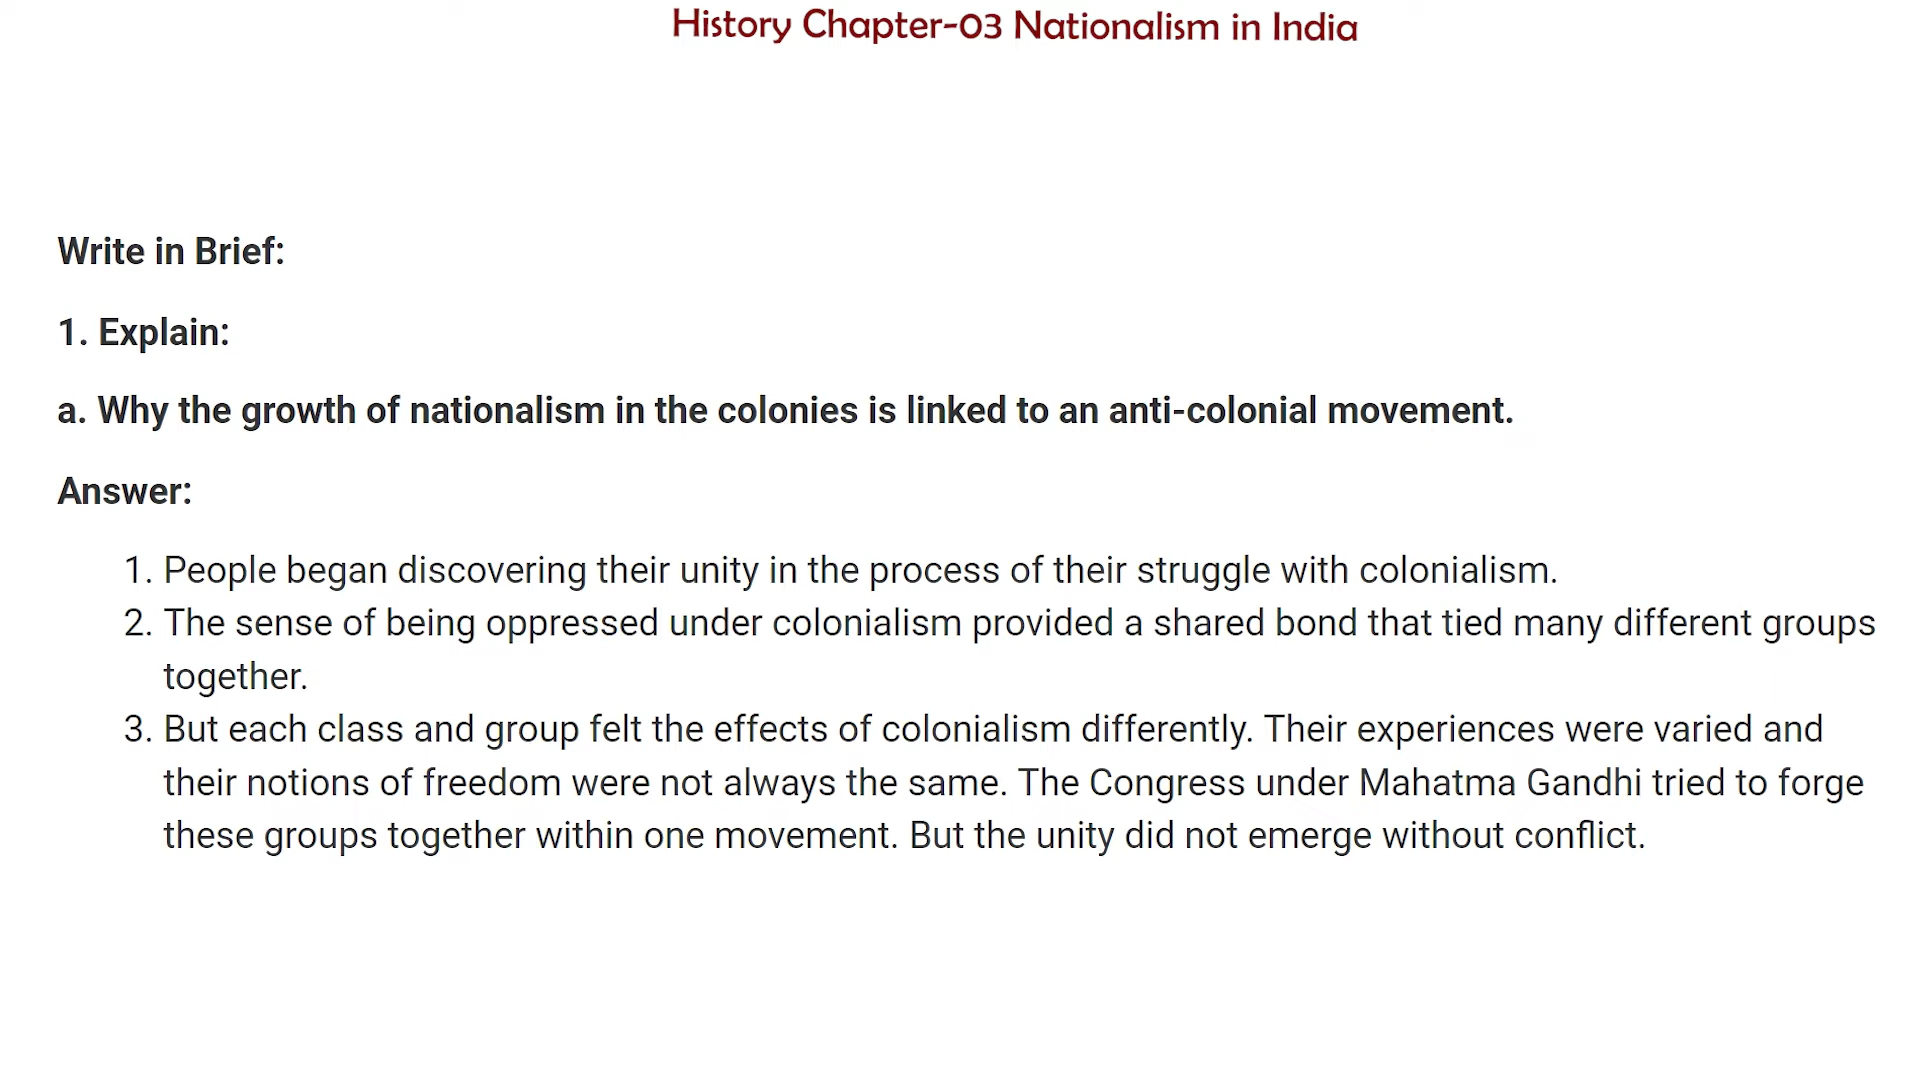 History Chapter-03 Nationalism in India
Write in Brief:
1. Explain:
a. Why the growth of nationalism in the colonies is linked to an anti-colonial movement.
Answer:
1. People began discovering their unity in the process of their struggle with colonialism.
2. The sense of being oppressed under colonialism provided a shared bond that tied many different groups
together.
3. But each class and group felt the effects of colonialism differently. Their experiences were varied and
their notions of freedom were not always the same. The Congress under Mahatma Gandhi tried to forge
these groups together within one movement. But the unity did not emerge without conflict.